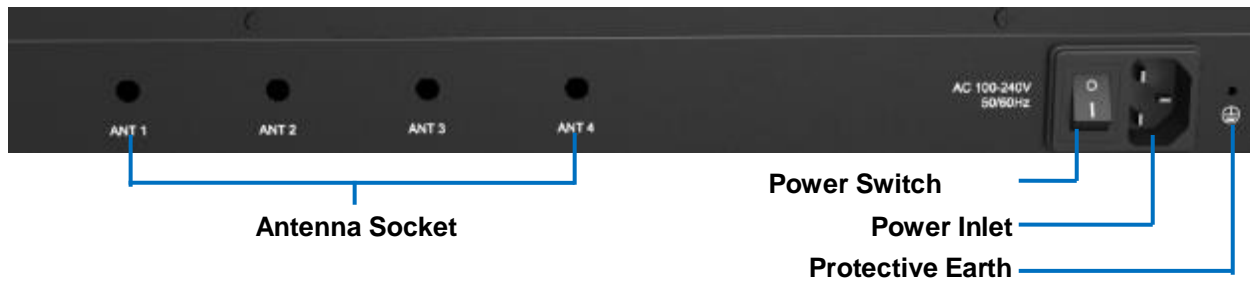 ANT 1
ANT 2
ANT 3
ANT 4
AC 100-240V
50/60Hz
O
I
Antenna Socket
Power Switch
Power Inlet
Protective Earth